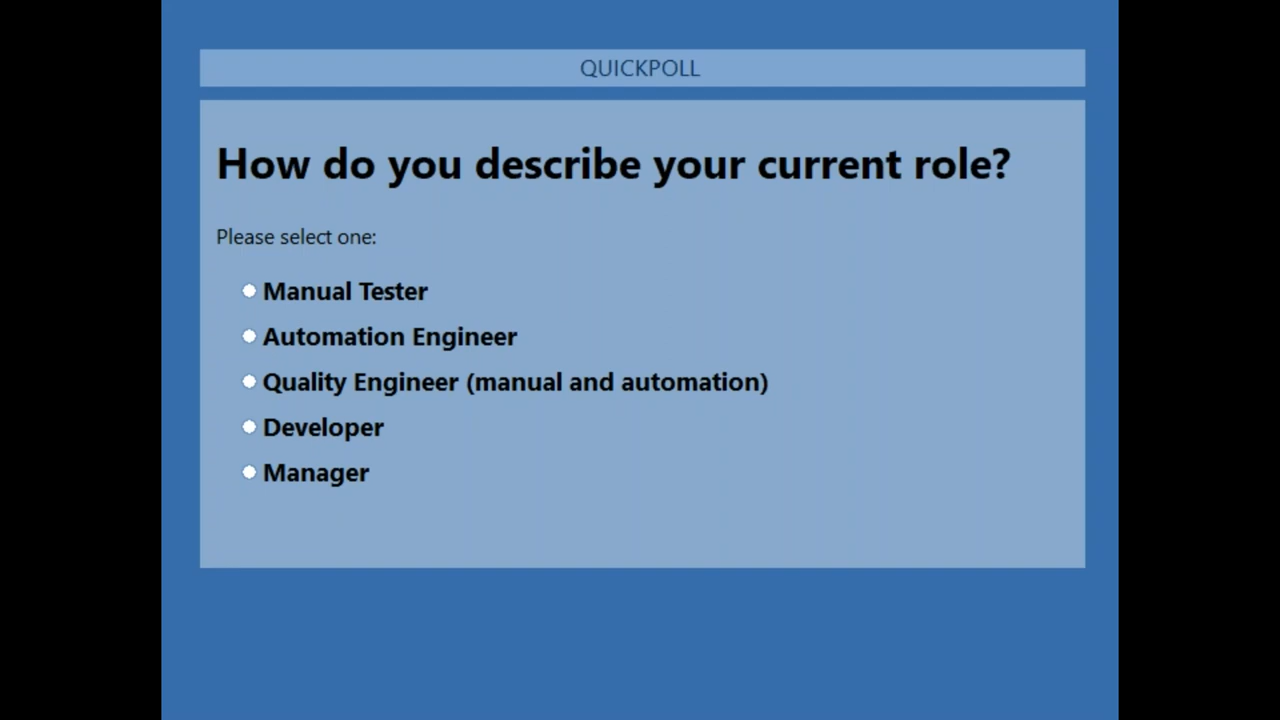 QUICKPOLL
How do you describe your current role?
Please select one:
Manual Tester
Automation Engineer
Quality Engineer (manual and automation)
Developer
Manager